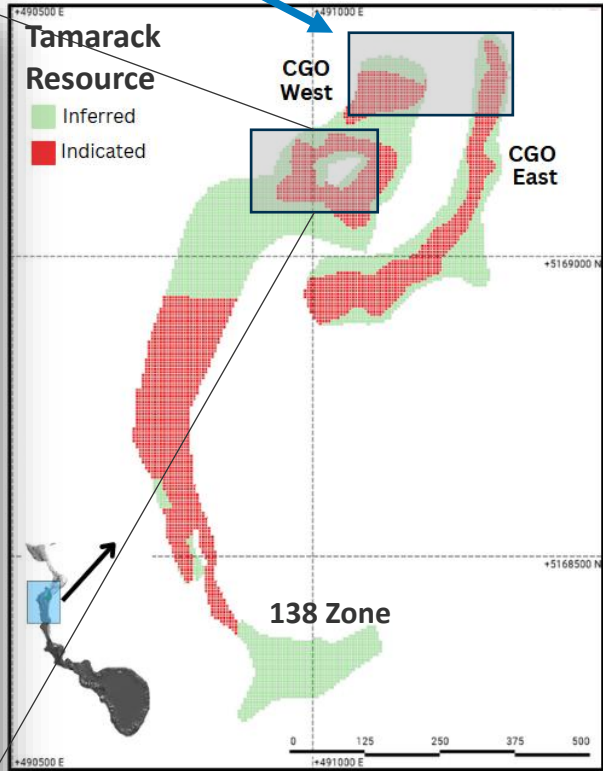 +490500 E
+491000 E
Tamarack
Resource
Inferred
Indicated
CGO
West
CGO
East
+5169000 N
+5168500 N
138 Zone
0 125 250 375 500
+490500 E
+491000 E